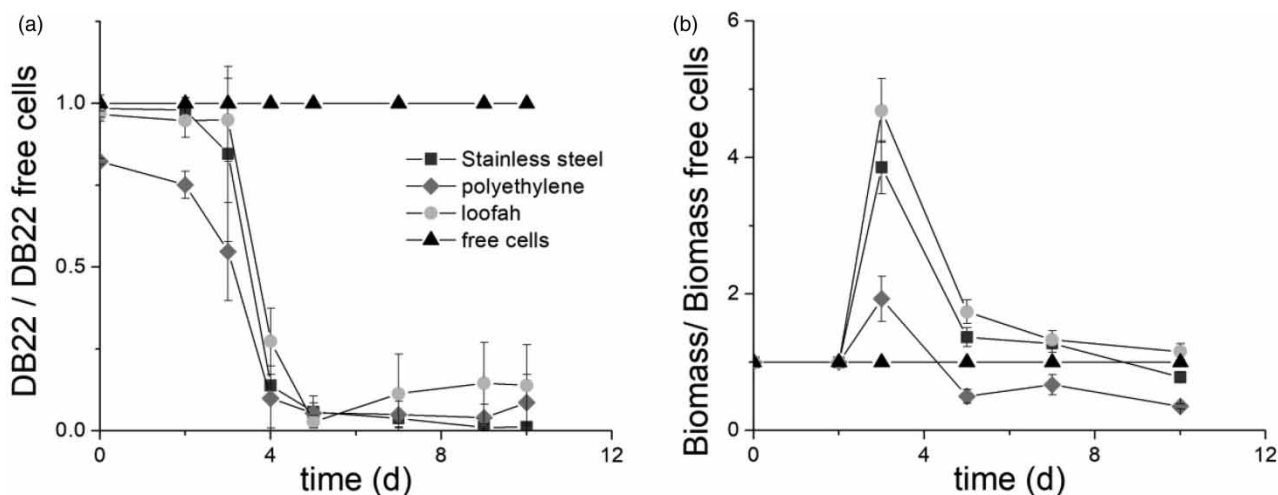 (a)
DB22 / DB22 free cells
1.0
0.5
0.0
0
4
8
12
time (d)
Stainless steel
polyethylene
loofah
free cells
(b)
Biomass/ Biomass free cells
6
4
2
0
0
4
8
12
time (d)